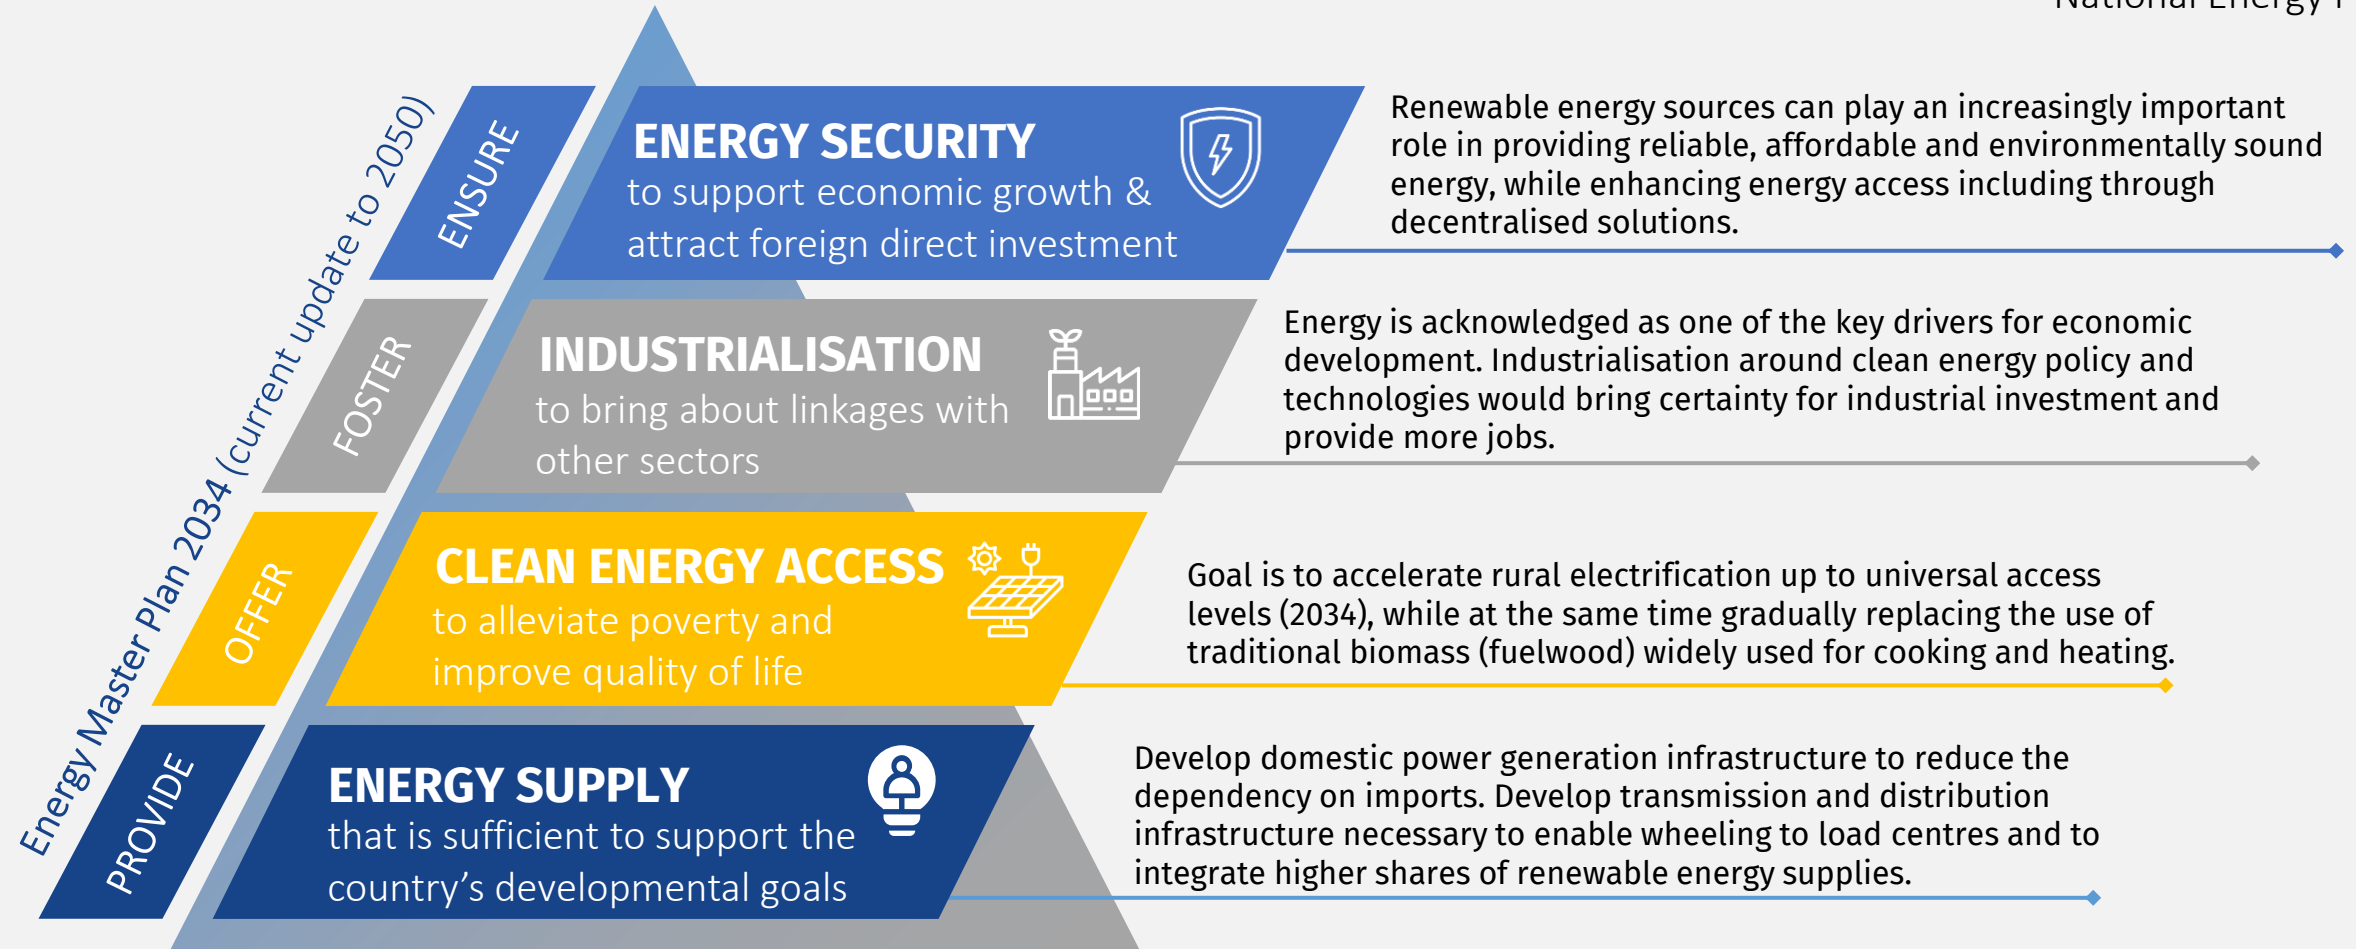 National Energy
Energy Master Plan 2034 (current update to 2050)
ENSURE
ENERGY SECURITY
to support economic growth &
attract foreign direct investment
Renewable energy sources can play an increasingly important
role in providing reliable, affordable and environmentally sound
energy, while enhancing energy access including through
decentralised solutions.
FOSTER
INDUSTRIALISATION
to bring about linkages with
other sectors
Energy is acknowledged as one of the key drivers for economic
development. Industrialisation around clean energy policy and
technologies would bring certainty for industrial investment and
provide more jobs.
OFFER
CLEAN ENERGY ACCESS
to alleviate poverty and
improve quality of life
Goal is to accelerate rural electrification up to universal access
levels (2034), while at the same time gradually replacing the use of
traditional biomass (fuelwood) widely used for cooking and heating.
PROVIDE
ENERGY SUPPLY
that is sufficient to support the
country’s developmental goals
Develop domestic power generation infrastructure to reduce the
dependency on imports. Develop transmission and distribution
infrastructure necessary to enable wheeling to load centres and to
integrate higher shares of renewable energy supplies.